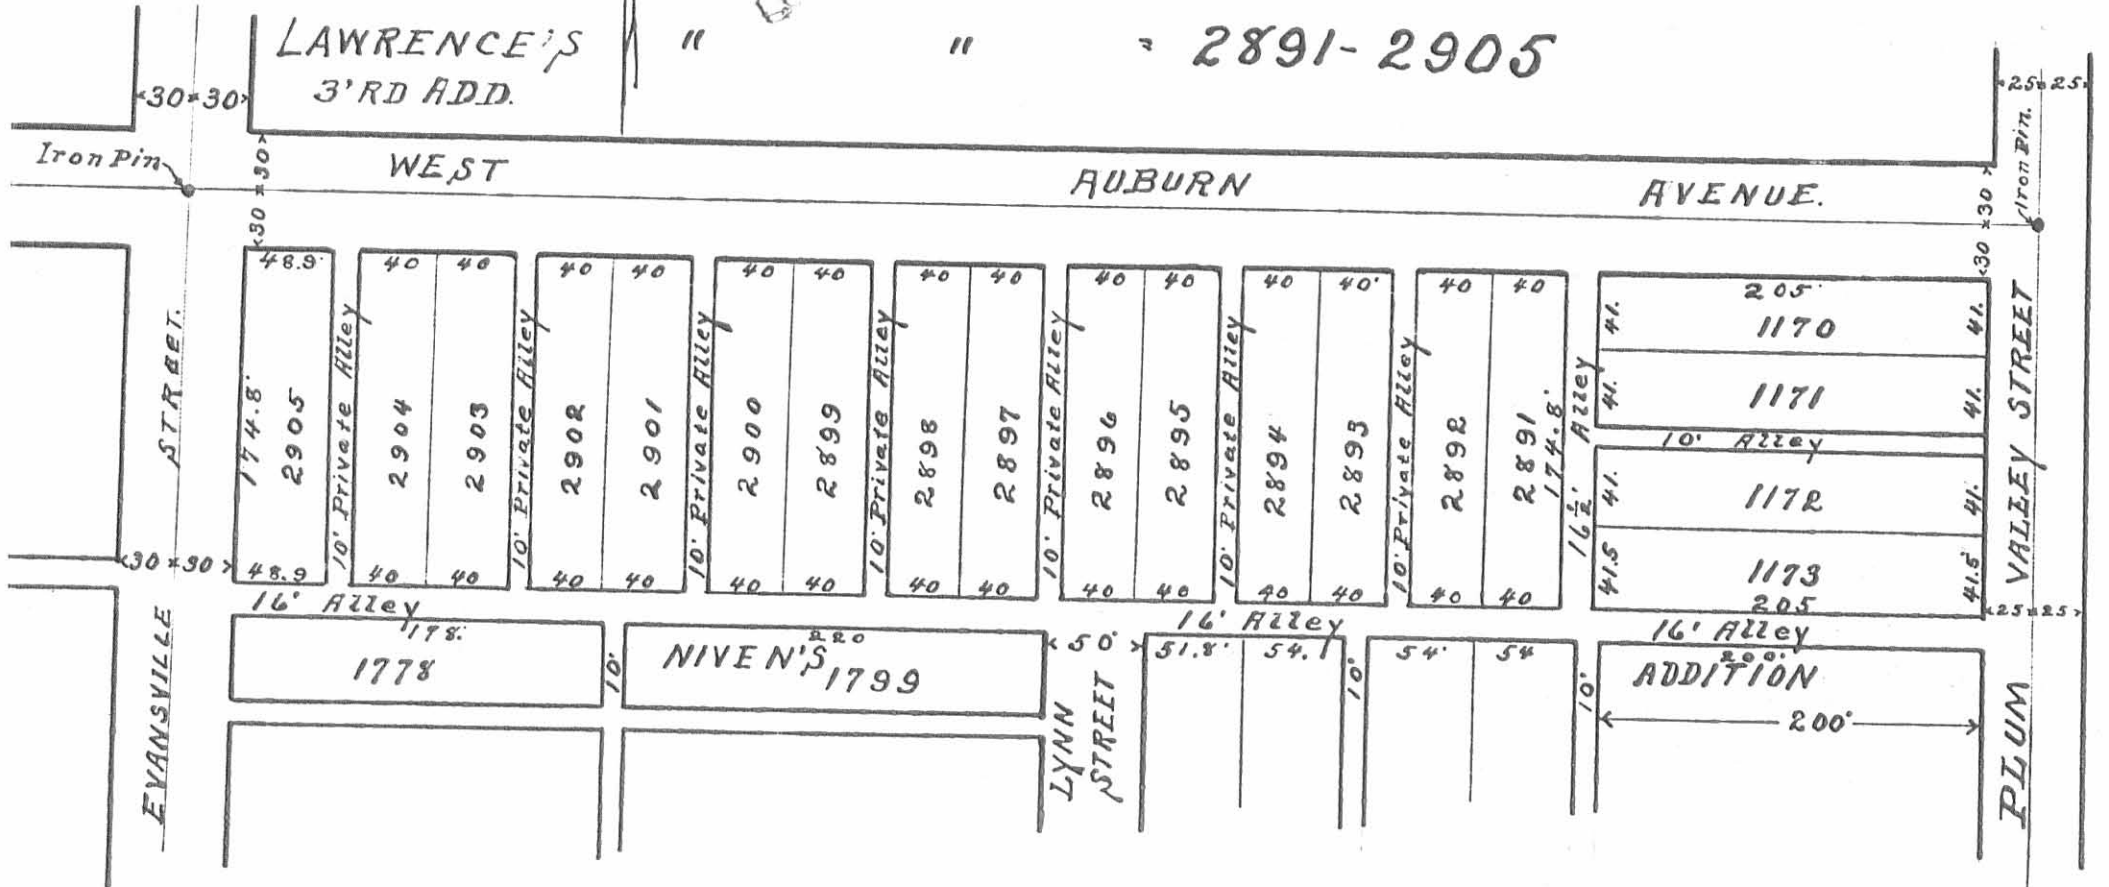 LAWRENCE'S
3'RD ADD.
" " " 2891-2905
30 30
25 25
Iron Pin
Iron Pin.
30 30
WEST AUBURN AVENUE.
30 30
48.9'
40 40
40 40
40 40
40 40
40 40
40 40'
40 40
205'
41. 1170 41.
41. 1171 41.
10' Alley
41. 1172 41.
41.5 1173 41.5'
205
EVANSVILLE STREET.
174.8'
2905
10' Private Alley
2904
2903
10' Private Alley
2902
2901
10' Private Alley
2900
2899
10' Private Alley
2898
2897
10' Private Alley
2896
2895
10' Private Alley
2894
2893
10' Private Alley
2892
2891
174.8'
16½' Alley
PLUM VALLEY STREET
30 30
48.9
40 40
40 40
40 40
40 40
40 40
40 40
40 40
25 25
16' Alley
16' Alley
16' Alley
198.
1778
10'
220
NIVEN'S
1799
50'
LYNN
STREET
51.8' 54.
10'
54' 54
10'
200.
ADDITION
200'